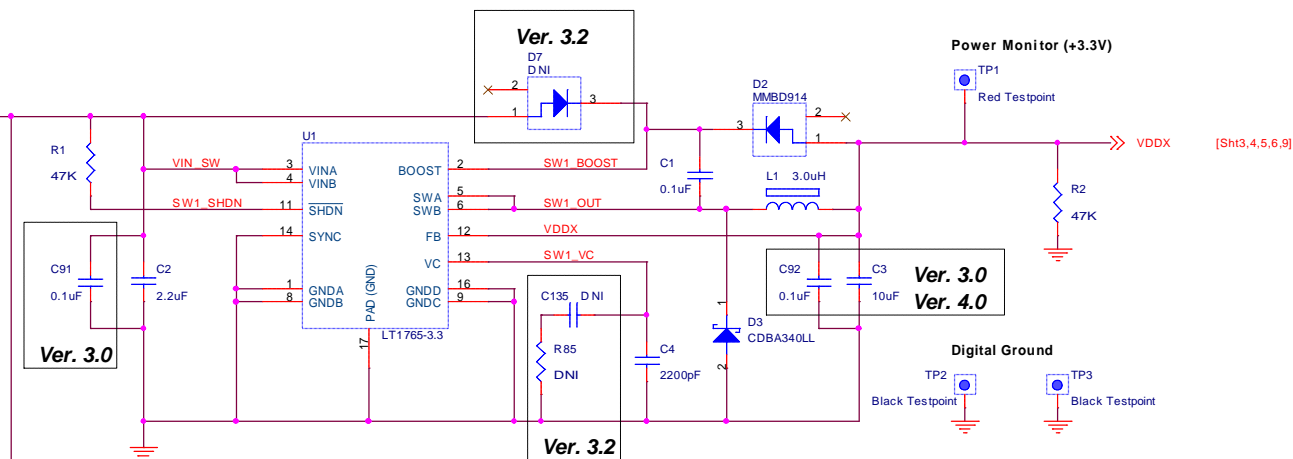 Ver. 3.2
D7
DNI
2
1
3
Power Monitor (+3.3V)
TP1
Red Testpoint
D2
MMBD914
3
2
1
VDDX
[Sht3,4,5,6,9]
R1
47K
VIN_SW
SW1_SHDN
U1
3
4
11
14
1
8
VINA
VINB
SHDN
SYNC
GNDA
GNDB
PAD (GND)
17
BOOST
SWA
SWB
FB
VC
GNDD
GNDC
2
5
6
12
13
16
9
LT1765-3.3
SW1_BOOST
SW1_OUT
VDDX
SW1_VC
C1
0.1uF
L1
3.0uH
R2
47K
C91
0.1uF
C2
2.2uF
Ver. 3.0
C135
DNI
R85
DNI
Ver. 3.2
C4
2200pF
1
D3
CDBA340LL
2
C92
0.1uF
C3
10uF
Ver. 3.0
Ver. 4.0
Digital Ground
TP2
Black Testpoint
TP3
Black Testpoint